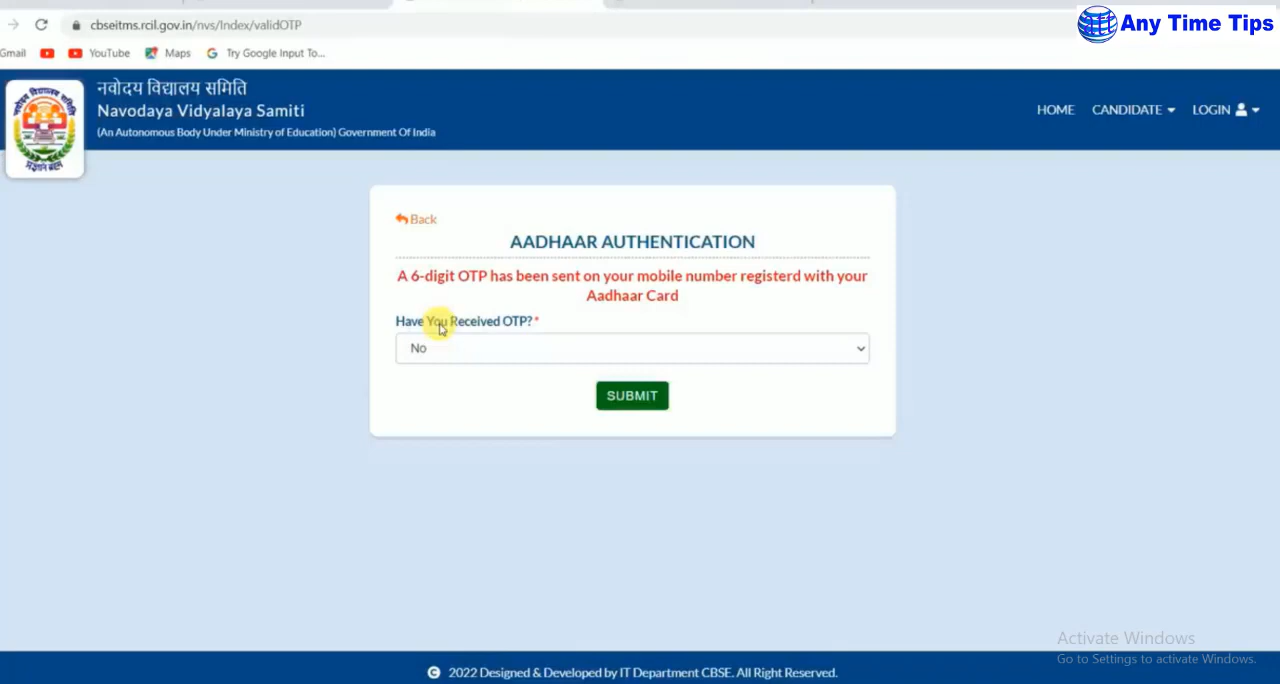 cbseitms.rcil.gov.in/nvs/Index/validOTP
Any Time Tips
Gmail
YouTube
Maps
Try Google Input To...
नवोदय विद्यालय समिति
Navodaya Vidyalaya Samiti
(An Autonomous Body Under Ministry of Education) Government Of India
HOME
CANDIDATE
LOGIN
Back
AADHAAR AUTHENTICATION
A 6-digit OTP has been sent on your mobile number registerd with your
Aadhaar Card
Have You Received OTP? *
No
SUBMIT
Activate Windows
Go to Settings to activate Windows.
2022 Designed & Developed by IT Department CBSE. All Right Reserved.